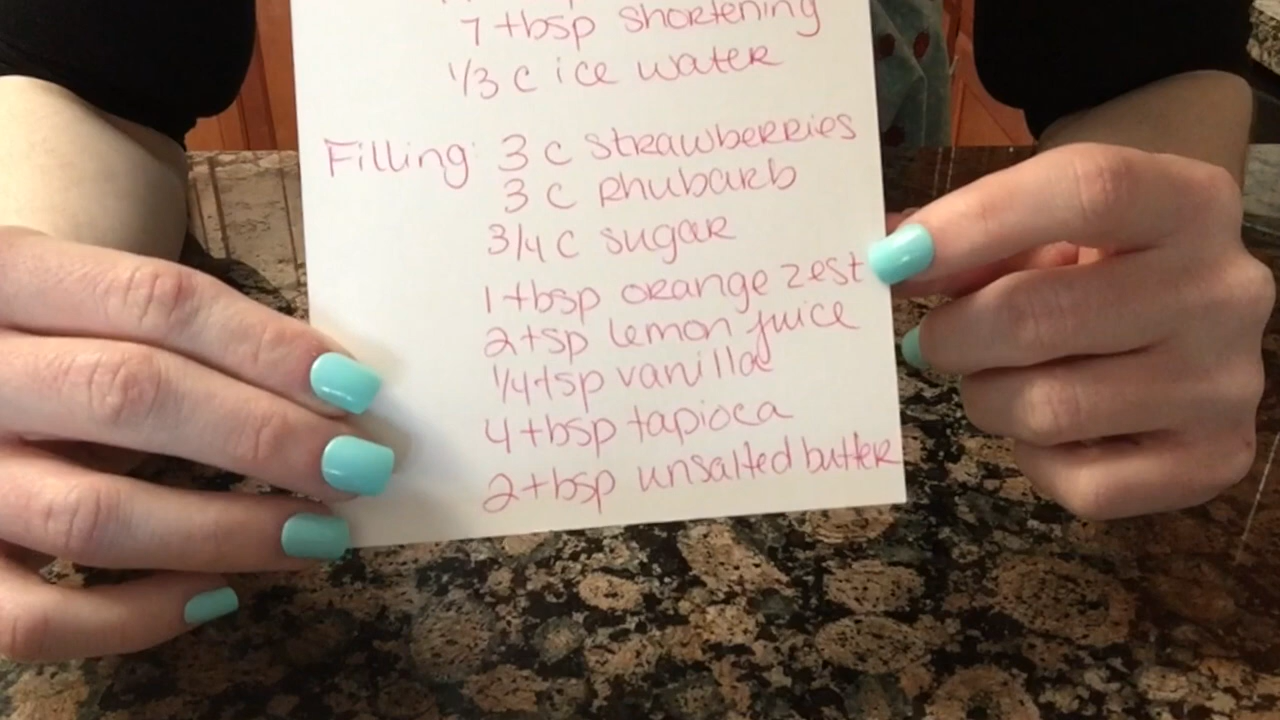 7 tbsp shortening
1/3 c ice water
Filling: 3 c strawberries
3 c rhubarb
3/4 c sugar
1 tbsp orange zest
2 tsp lemon juice
1/4 tsp vanilla
4 tbsp tapioca
2 tbsp unsalted butter